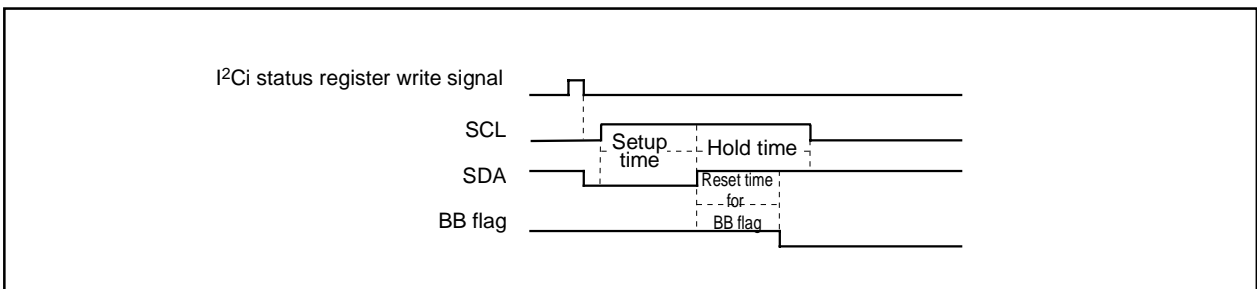 I²Ci status register write signal
SCL
Setup
time
Hold time
SDA
Reset time
for
BB flag
BB flag